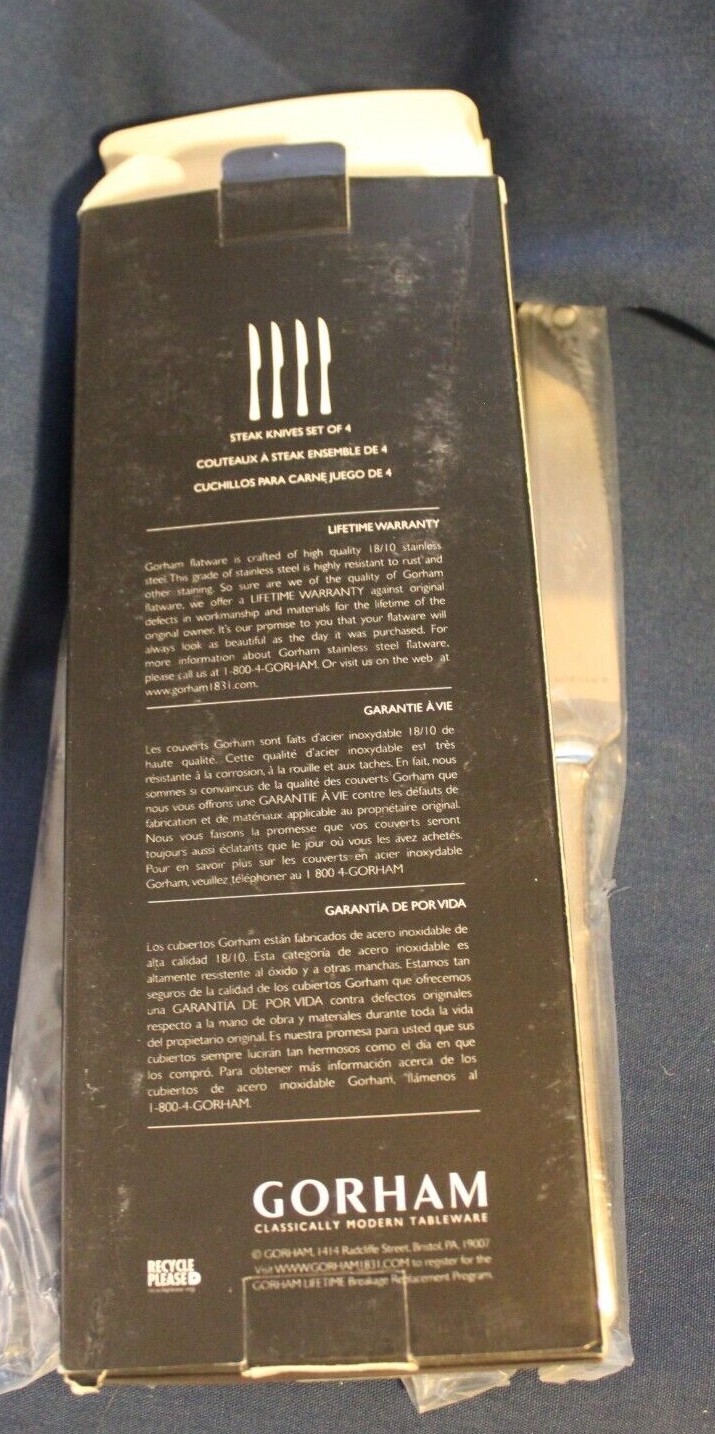 STEAK KNIVES SET OF 4
COUTEAUX À STEAK ENSEMBLE DE 4
CUCHILLOS PARA CARNE JUEGO DE 4
LIFETIME WARRANTY
Gorham flatware is crafted of high quality 18/10 stainless
steel. This grade of stainless steel is highly resistant to rust and
other staining. So sure are we of the quality of Gorham
flatware, we offer a LIFETIME WARRANTY against original
defects in workmanship and materials for the lifetime of the
original owner. It's our promise to you that your flatware will
always look as beautiful as the day it was purchased. For
more information about Gorham stainless steel flatware,
please call us at 1-800-4-GORHAM. Or visit us on the web at
www.gorham1831.com.
GARANTIE À VIE
Les couverts Gorham sont faits d'acier inoxydable 18/10 de
haute qualité. Cette qualité d'acier inoxydable est très
résistante à la corrosion, à la rouille et aux taches. En fait, nous
sommes si convaincus de la qualité des couverts Gorham que
nous vous offrons une GARANTIE À VIE contre les défauts de
fabrication et de matériaux applicable au propriétaire original.
Nous vous faisons la promesse que vos couverts seront
toujours aussi éclatants que le jour où vous les avez achetés.
Pour en savoir plus sur les couverts en acier inoxydable
Gorham, veuillez téléphoner au 1 800 4-GORHAM
GARANTÍA DE POR VIDA
Los cubiertos Gorham están fabricados de acero inoxidable de
alta calidad 18/10. Esta categoría de acero inoxidable es
altamente resistente al óxido y a otras manchas. Estamos tan
seguros de la calidad de los cubiertos Gorham que ofrecemos
una GARANTÍA DE POR VIDA contra defectos originales
respecto a la mano de obra y materiales durante toda la vida
del propietario original. Es nuestra promesa para usted que sus
cubiertos siempre lucirán tan hermosos como el día en que
los compró. Para obtener más información acerca de los
cubiertos de acero inoxidable Gorham, llámenos al
1-800-4-GORHAM.
GORHAM
CLASSICALLY MODERN TABLEWARE
© GORHAM, 1414 Radcliffe Street, Bristol, PA, 19007
Visit WWW.GORHAM1831.COM to register for the
GORHAM LIFETIME Breakage Replacement Program.
RECYCLE
PLEASE